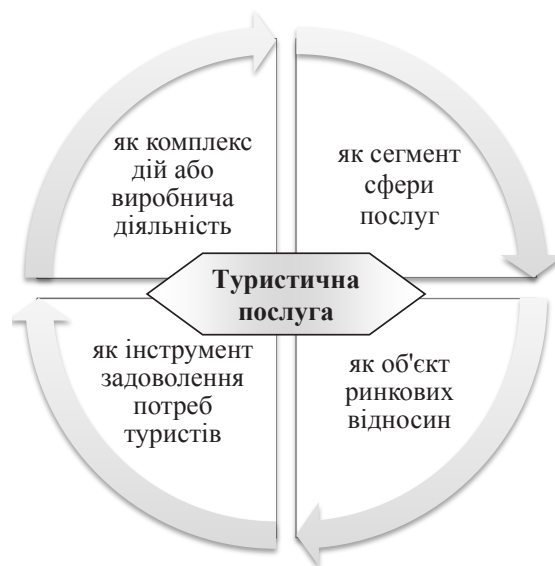 як комплекс
дій або
виробнича
діяльність
як сегмент
сфери
послуг
Туристична
послуга
як інструмент
задоволення
потреб
туристів
як об'єкт
ринкових
відносин